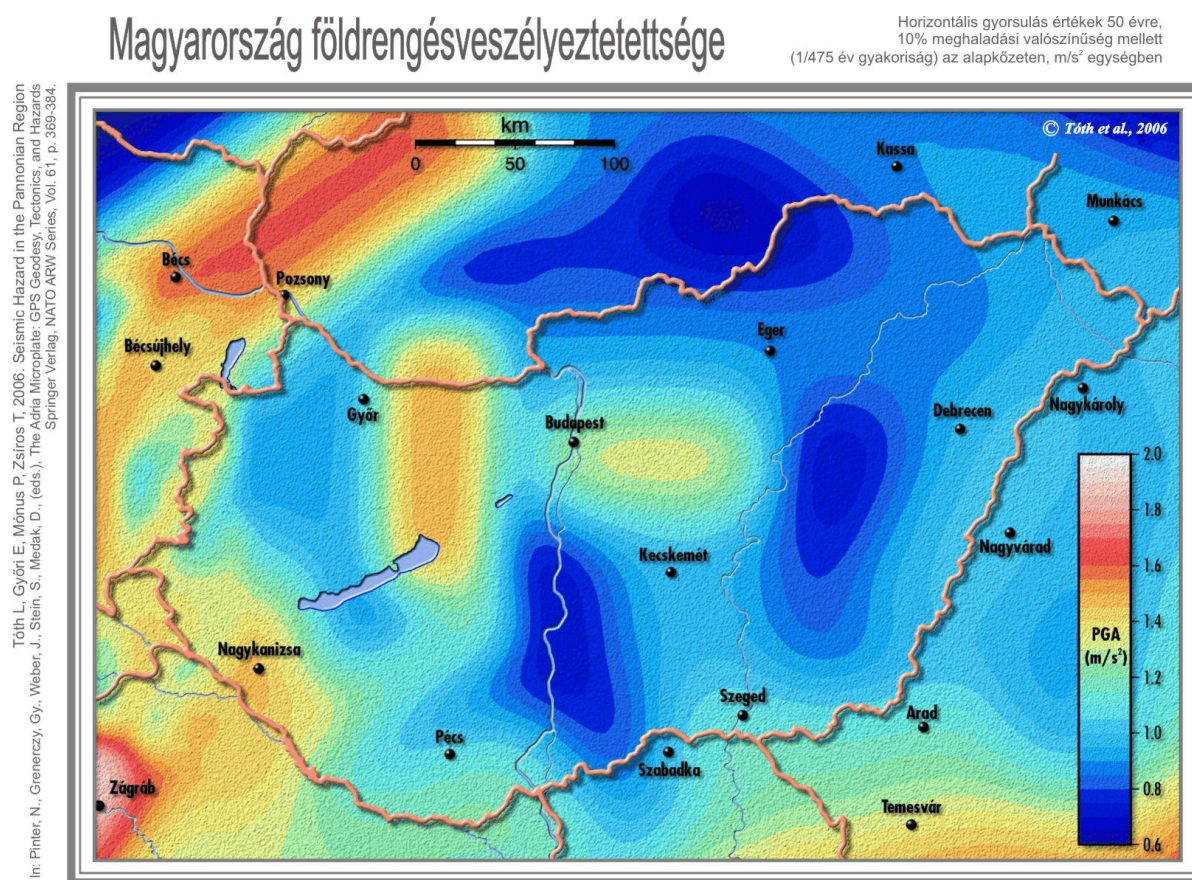 Magyarország földrengésveszélyeztetettsége
Horizontális gyorsulás értékek 50 évre,
10% meghaladási valószínűség mellett
(1/475 év gyakoriság) az alapkőzeten, m/s² egységben
Tóth L., Győri E, Mónus P, Zsíros T, 2006. Seismic Hazard in the Pannonian Region
In: Pinter, N., Grenerczy, Gy., Weber, J., Stein, S., Medak, D., (eds.), The Adria Microplate: GPS Geodesy, Tectonics, and Hazards
Springer Verlag, NATO ARW Series, Vol. 61, p. 369-384.
km
0 50 100
© Tóth et al., 2006
Kassa
Munkács
Bécs
Pozsony
Eger
Bécsújhely
Győr
Nagykároly
Debrecen
Budapest
Nagyvárad
Kecskemét
Nagykanizsa
Szeged
Arad
Pécs
Szabadka
Zágráb
Temesvár
2.0
1.8
1.6
1.4
PGA
(m/s²)
1.2
1.0
0.8
0.6